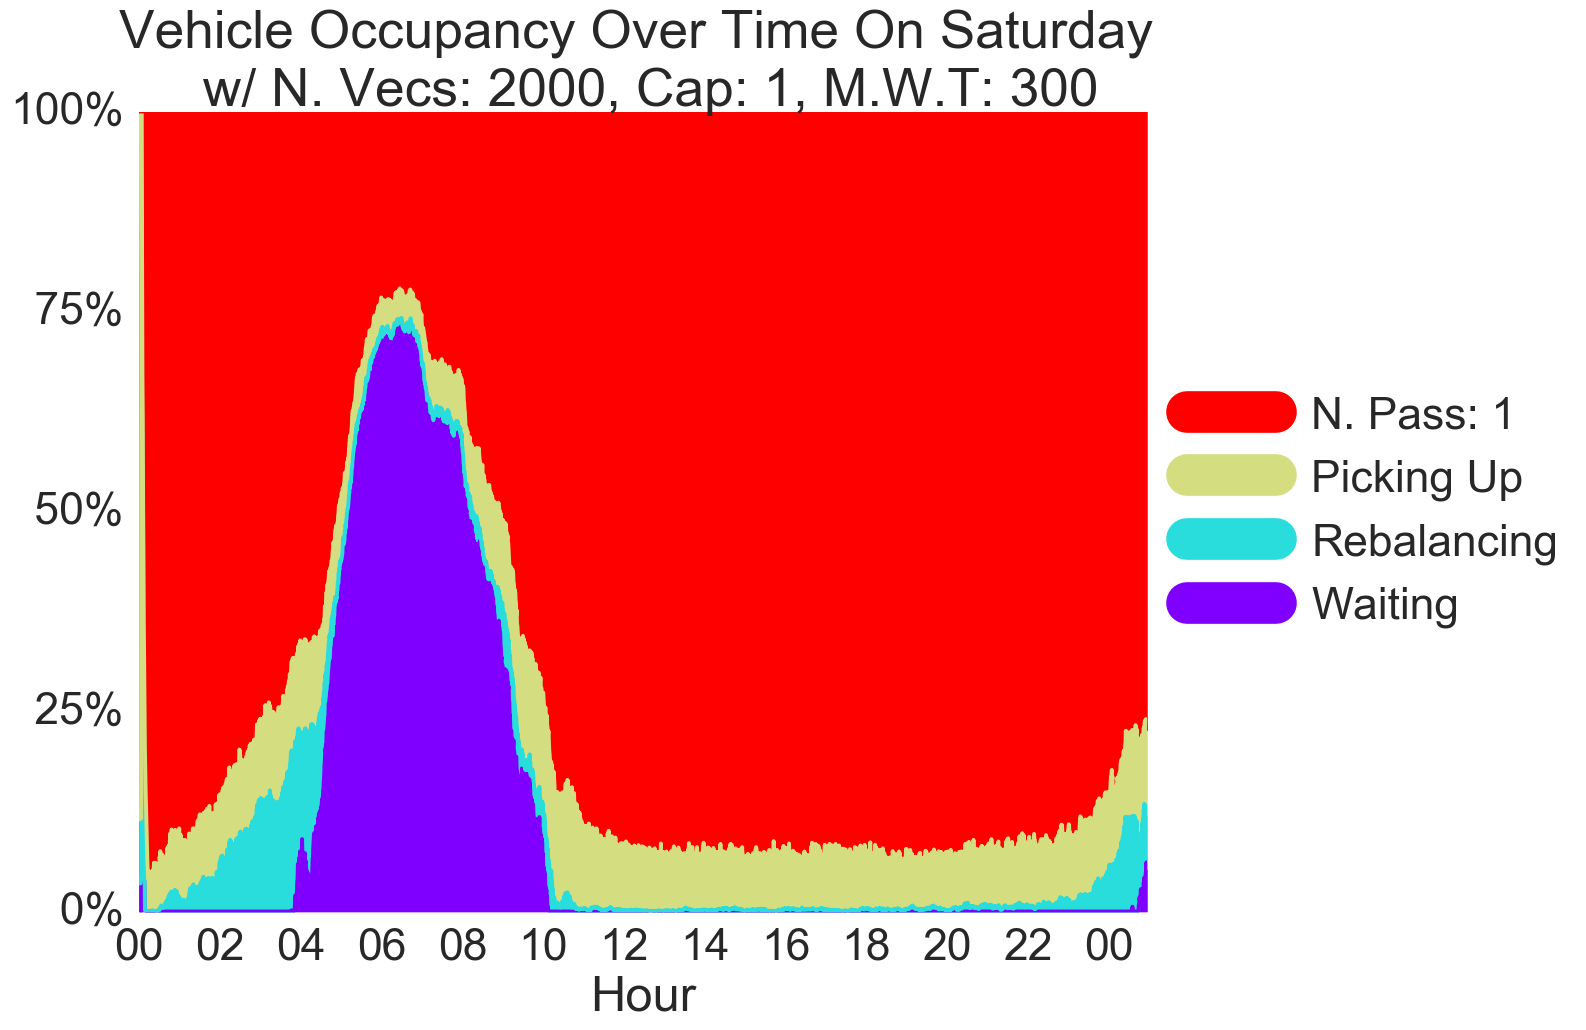 Vehicle Occupancy Over Time On Saturday
w/ N. Vecs: 2000, Cap: 1, M.W.T: 300
100%
75%
50%
25%
0%
00 02 04 06 08 10 12 14 16 18 20 22 00
Hour
N. Pass: 1
Picking Up
Rebalancing
Waiting